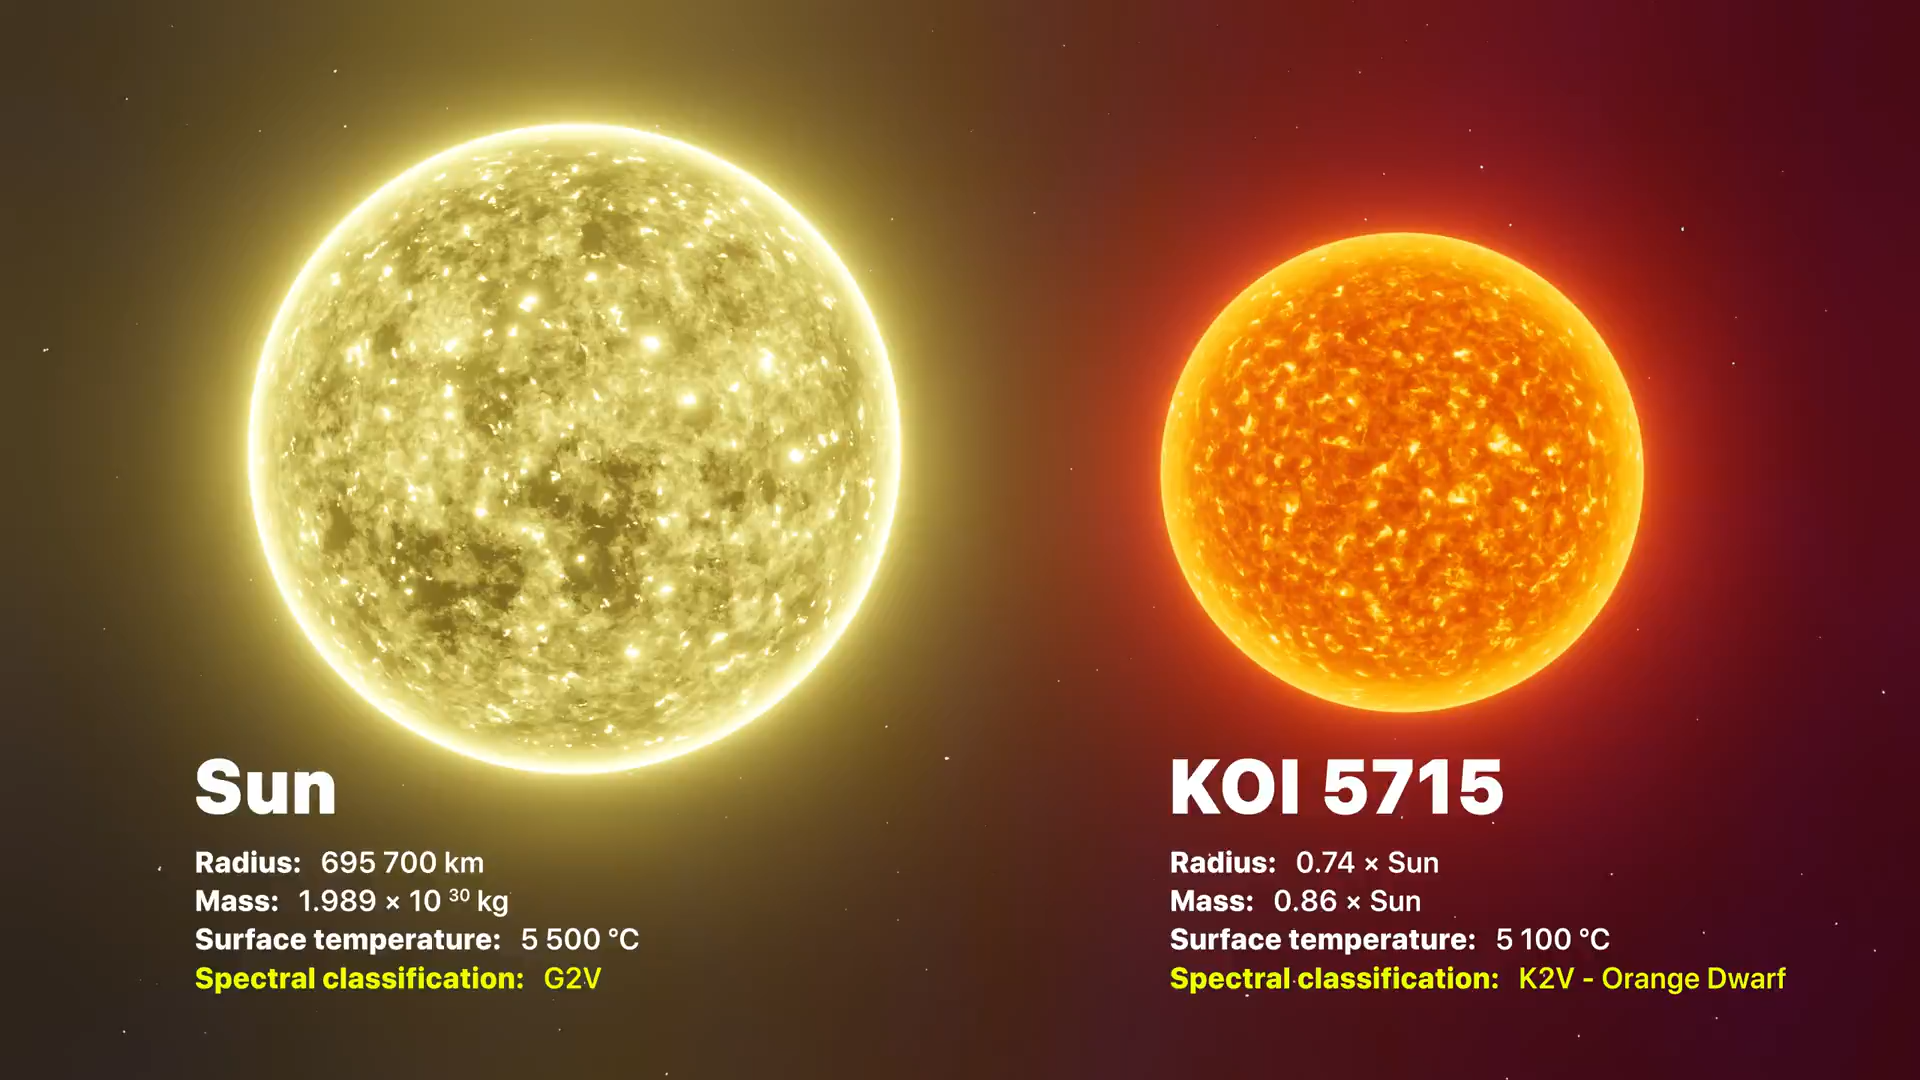 Sun
Radius: 695 700 km
Mass: 1.989 × 10 ³⁰ kg
Surface temperature: 5 500 °C
Spectral classification: G2V
KOI 5715
Radius: 0.74 × Sun
Mass: 0.86 × Sun
Surface temperature: 5 100 °C
Spectral classification: K2V - Orange Dwarf